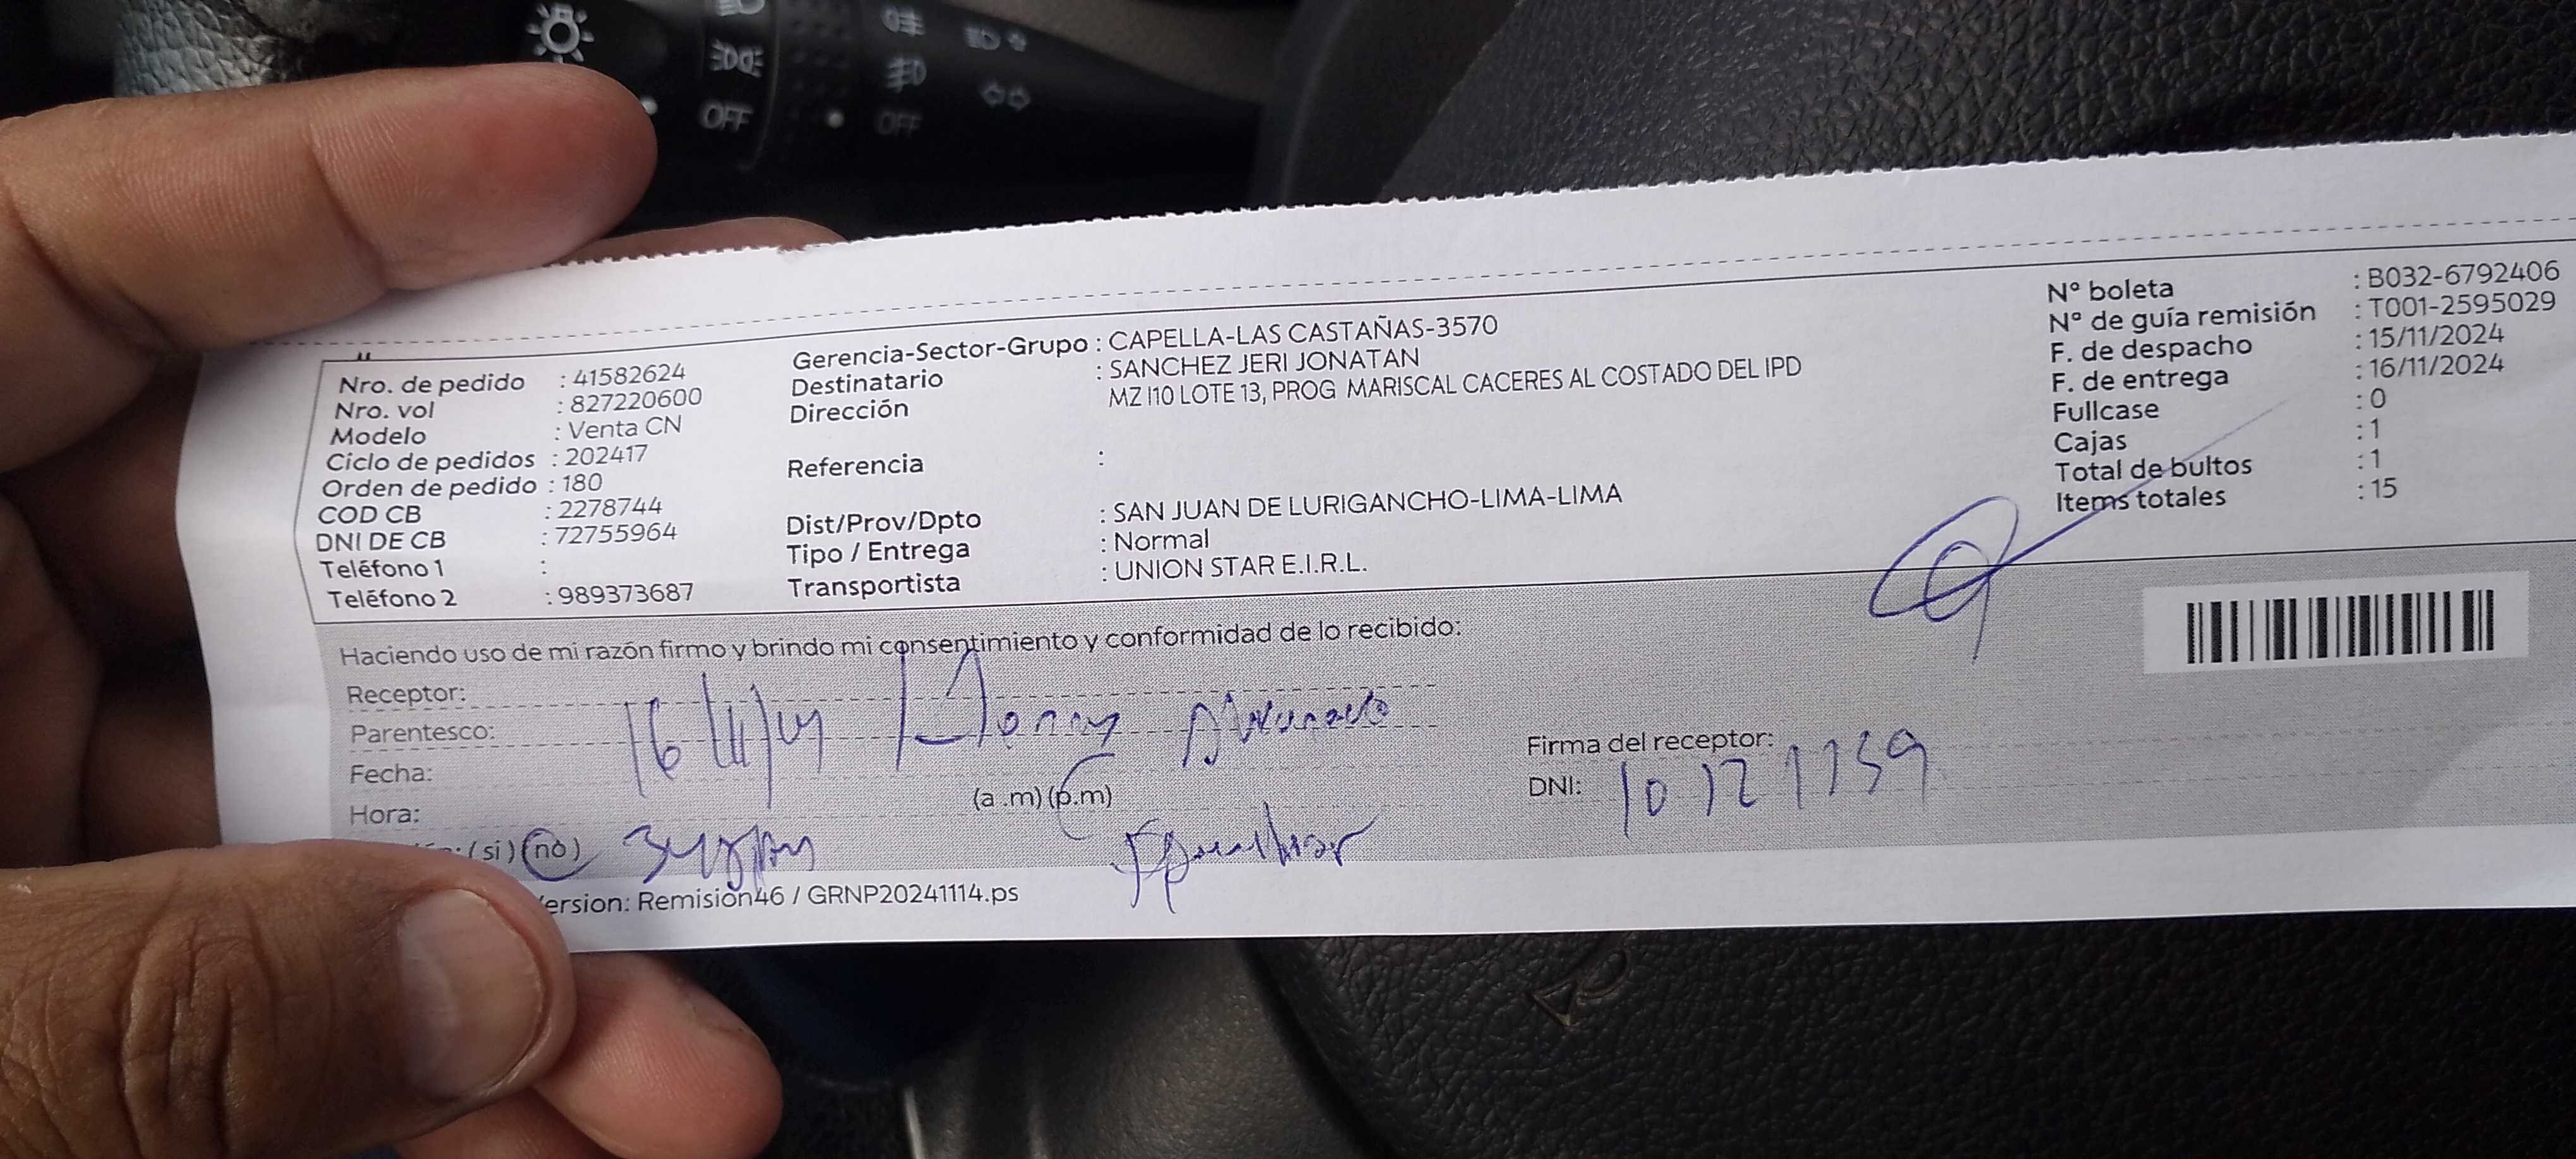 OFF
OFF
Nro. de pedido : 41582624
Nro. vol : 827220600
Modelo : Venta CN
Ciclo de pedidos : 202417
Orden de pedido : 180
COD CB : 2278744
DNI DE CB : 72755964
Teléfono 1 :
Teléfono 2 : 989373687
Gerencia-Sector-Grupo : CAPELLA-LAS CASTAÑAS-3570
Destinatario : SANCHEZ JERI JONATAN
Dirección MZ I10 LOTE 13, PROG MARISCAL CACERES AL COSTADO DEL IPD
Referencia :
Dist/Prov/Dpto : SAN JUAN DE LURIGANCHO-LIMA-LIMA
Tipo / Entrega : Normal
Transportista : UNION STAR E.I.R.L.
N° boleta : B032-6792406
N° de guía remisión : T001-2595029
F. de despacho : 15/11/2024
F. de entrega : 16/11/2024
Fullcase : 0
Cajas : 1
Total de bultos : 1
Items totales : 15
Haciendo uso de mi razón firmo y brindo mi consentimiento y conformidad de lo recibido:
Receptor:
Parentesco:
Fecha: 16/11/24
Hora: (a .m) (p.m)
: (si) (no)
Firma del receptor:
DNI: 10121159
ersion: Remision46 / GRNP20241114.ps